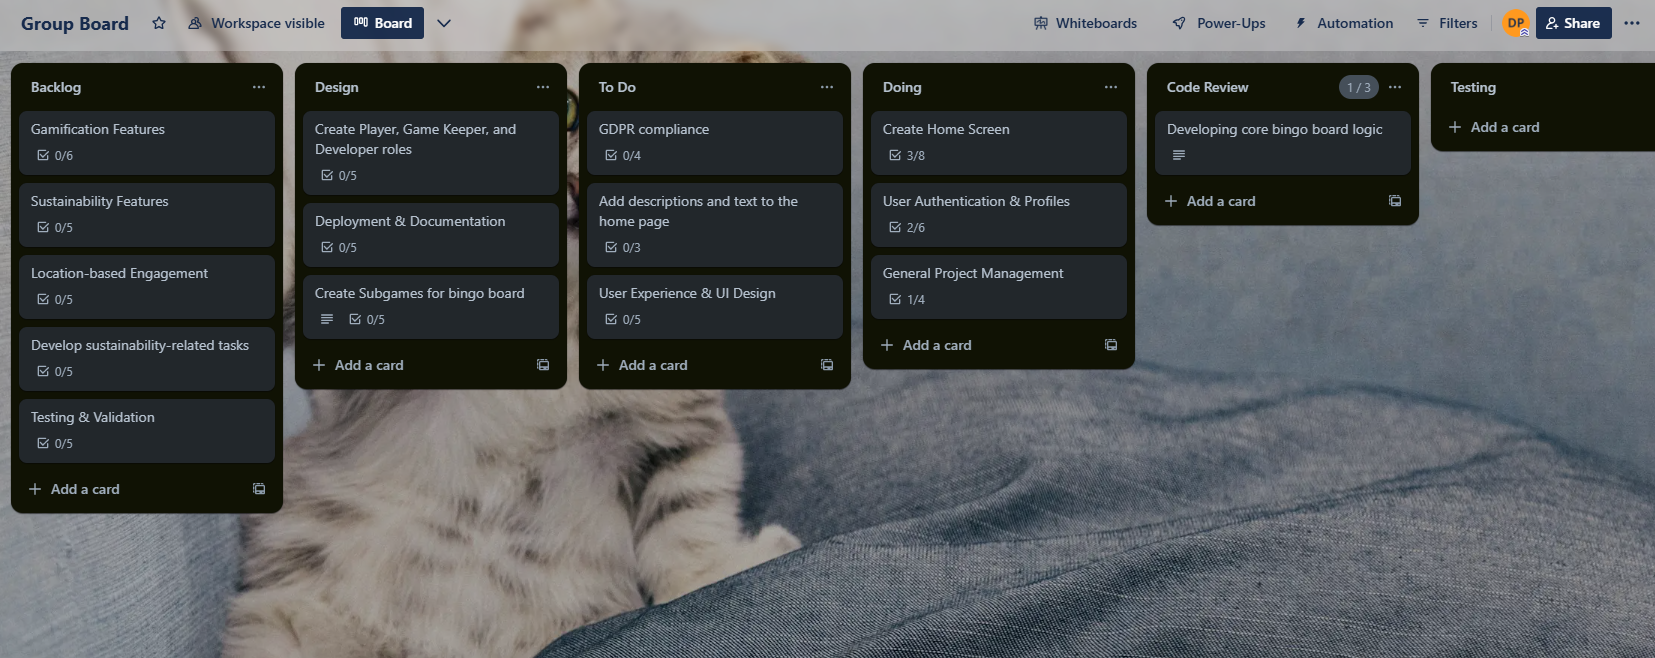 Group Board
Workspace visible
Board
Whiteboards
Power-Ups
Automation
Filters
DP
Share
Backlog
Gamification Features
0/6
Sustainability Features
0/5
Location-based Engagement
0/5
Develop sustainability-related tasks
0/5
Testing & Validation
0/5
Add a card
Design
Create Player, Game Keeper, and
Developer roles
0/5
Deployment & Documentation
0/5
Create Subgames for bingo board
0/5
Add a card
To Do
GDPR compliance
0/4
Add descriptions and text to the
home page
0/3
User Experience & UI Design
0/5
Add a card
Doing
Create Home Screen
3/8
User Authentication & Profiles
2/6
General Project Management
1/4
Add a card
Code Review
1 / 3
Developing core bingo board logic
Add a card
Testing
Add a card